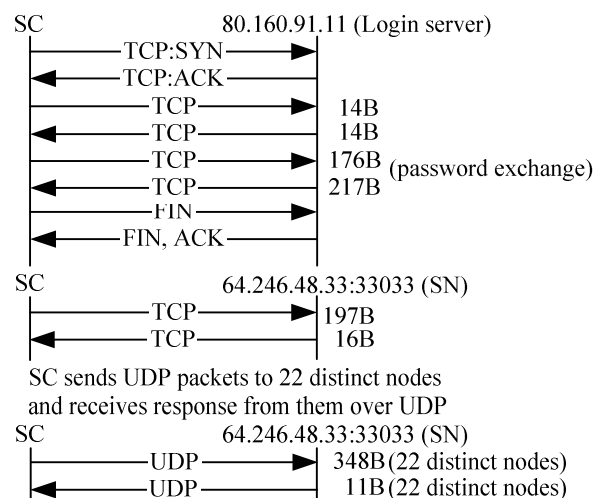 SC 80.160.91.11 (Login server)
TCP:SYN
TCP:ACK
TCP 14B
TCP 14B
TCP 176B (password exchange)
TCP 217B
FIN
FIN, ACK
SC 64.246.48.33:33033 (SN)
TCP 197B
TCP 16B
SC sends UDP packets to 22 distinct nodes
and receives response from them over UDP
SC 64.246.48.33:33033 (SN)
UDP 348B (22 distinct nodes)
UDP 11B (22 distinct nodes)